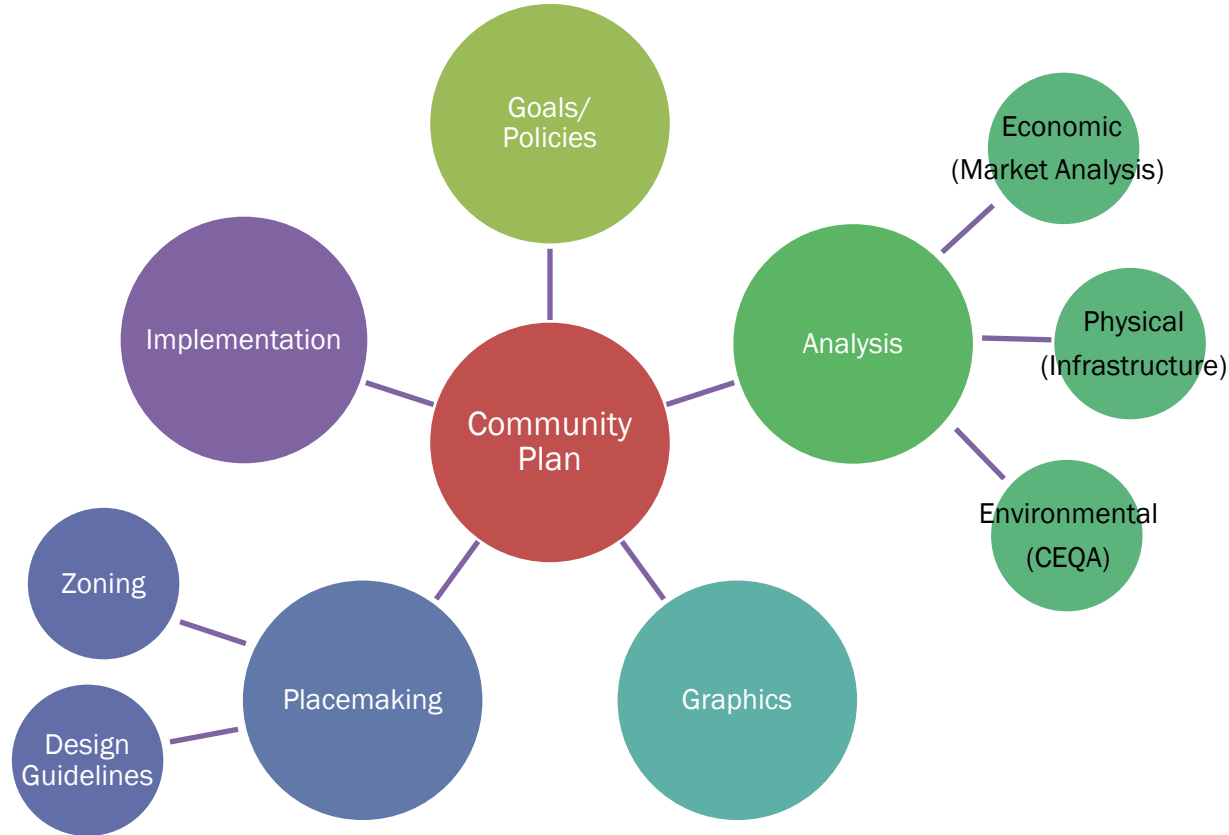 Goals/
Policies
Economic
(Market Analysis)
Implementation
Analysis
Physical
(Infrastructure)
Community
Plan
Environmental
(CEQA)
Zoning
Placemaking
Graphics
Design
Guidelines